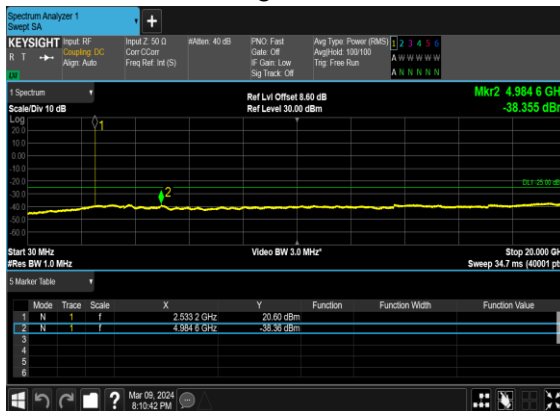 Spectrum Analyzer 1
Swept SA
+
KEYSIGHT Input: RF Input Z: 50 Ω #Atten: 40 dB PNO: Fast Avg Type: Power (RMS) 1 2 3 4 5 6
R T Coupling: DC Corr CCorr Gate: Off Avg|Hold: 100/100 A W W W W W
Align: Auto Freq Ref: Int (S) IF Gain: Low Trig: Free Run
Sig Track: Off A N N N N N
1 Spectrum
Ref Lvl Offset 8.60 dB Mkr2 4.984 6 GH
Scale/Div 10 dB Ref Level 30.00 dBm -38.355 dBr
Log
20.0
1
10.0
0.00
-10.0
-20.0
DL1 -25.00 dB
-30.0
2
-40.0
-50.0
-60.0
Start 30 MHz Video BW 3.0 MHz* Stop 20.000 GH
#Res BW 1.0 MHz Sweep 34.7 ms (40001 pt
5 Marker Table
Mode Trace Scale X Y Function Function Width Function Value
1 N 1 f 2.533 2 GHz 20.60 dBm
2 N 1 f 4.984 6 GHz -38.36 dBm
3
4
5
6
? Mar 09, 2024
8:10:42 PM